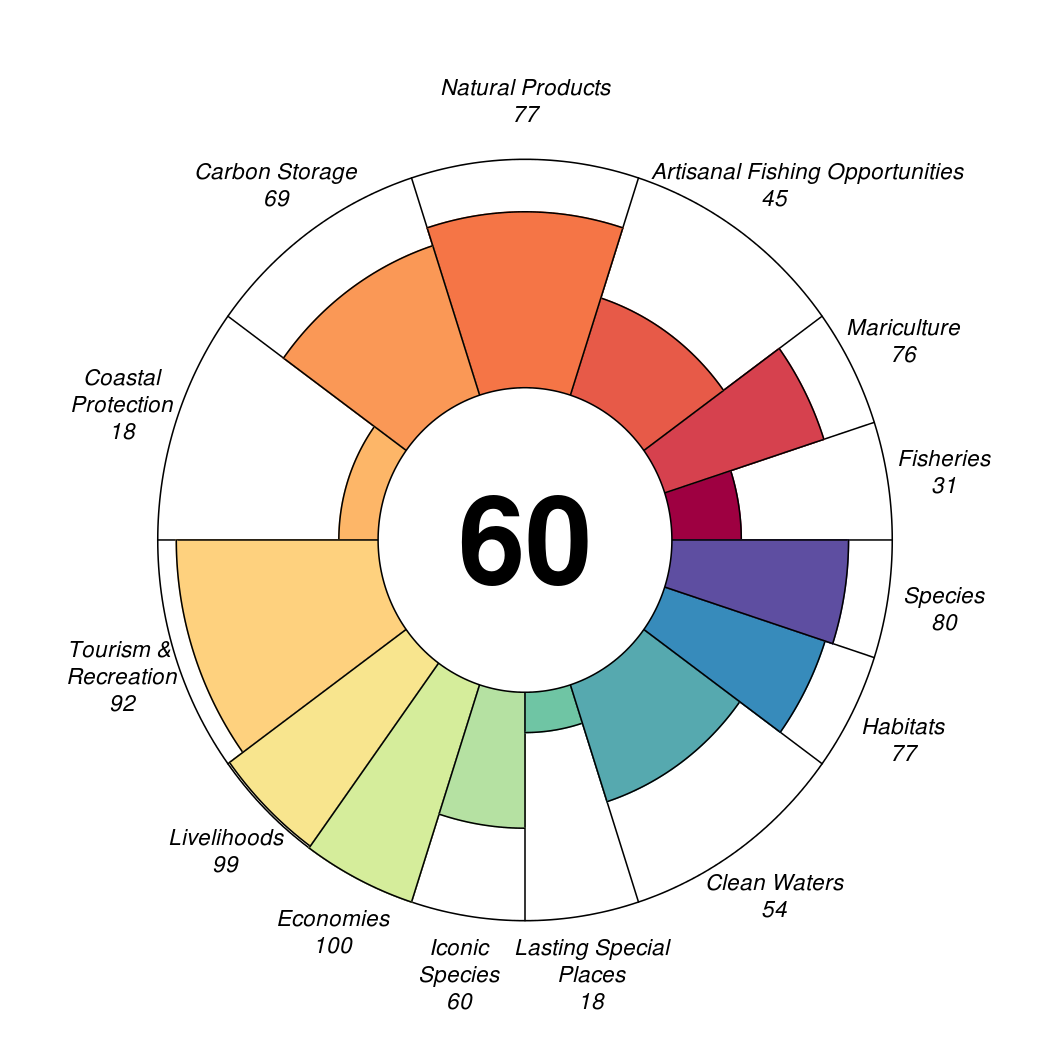 Natural Products
77
Carbon Storage
69
Artisanal Fishing Opportunities
45
Mariculture
76
Coastal
Protection
18
Fisheries
31
60
Species
80
Tourism &
Recreation
92
Habitats
77
Livelihoods
99
Clean Waters
54
Economies
100
Iconic
Species
60
Lasting Special
Places
18